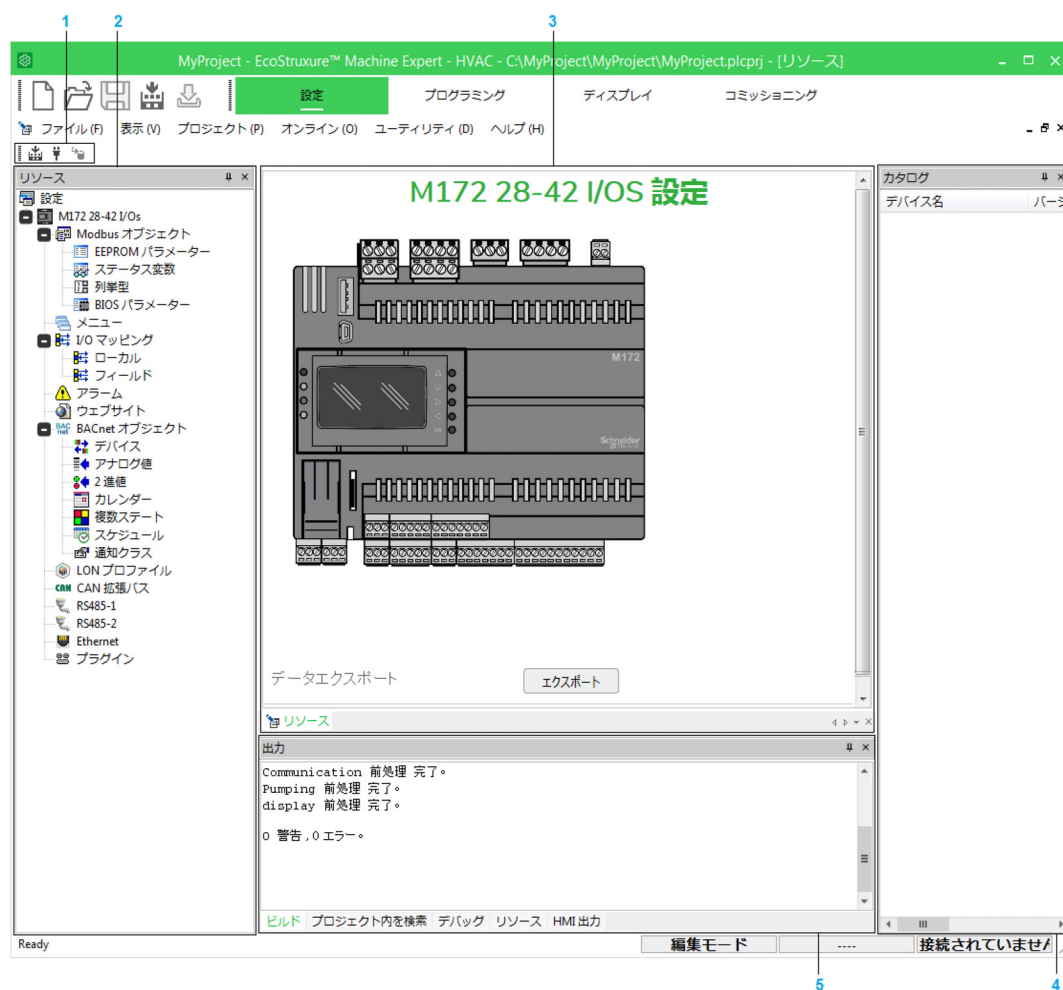 1 2 3
MyProject - EcoStruxure™ Machine Expert - HVAC - C:\MyProject\MyProject\MyProject.plcprj - [リソース]
設定 プログラミング ディスプレイ コミッショニング
ファイル(F) 表示(V) プロジェクト(P) オンライン(O) ユーティリティ(D) ヘルプ(H)
リソース
設定
M172 28-42 I/Os
Modbus オブジェクト
EEPROM パラメーター
ステータス変数
列挙型
BIOS パラメーター
メニュー
I/O マッピング
ローカル
フィールド
アラーム
ウェブサイト
BAC
net
BACnet オブジェクト
デバイス
アナログ値
2 進値
カレンダー
複数ステート
スケジュール
通知クラス
LON プロファイル
CAN CAN 拡張バス
RS485-1
RS485-2
Ethernet
プラグイン
M172 28-42 I/OS 設定
M172
Schneider
Electric
データエクスポート エクスポート
リソース
出力
Communication 前処理 完了。
Pumping 前処理 完了。
display 前処理 完了。
0 警告,0 エラー。
ビルド プロジェクト内を検索 デバッグ リソース HMI 出力
カタログ
デバイス名 バージ
Ready 編集モード ---- 接続されていませ
5 4